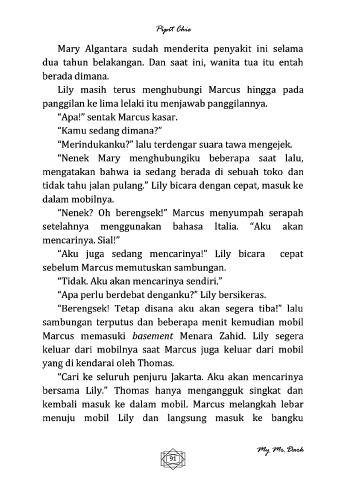 Pipit Chie
Mary Algantara sudah menderita penyakit ini selama
dua tahun belakangan. Dan saat ini, wanita tua itu entah
berada dimana.
Lily masih terus menghubungi Marcus hingga pada
panggilan ke lima lelaki itu menjawab panggilannya.
“Apa!” sentak Marcus kasar.
“Kamu sedang dimana?”
“Merindukanku?” lalu terdengar suara tawa mengejek.
“Nenek Mary menghubungiku beberapa saat lalu,
mengatakan bahwa ia sedang berada di sebuah toko dan
tidak tahu jalan pulang.” Lily bicara dengan cepat, masuk ke
dalam mobilnya.
“Nenek? Oh berengsek!” Marcus menyumpah serapah
setelahnya menggunakan bahasa Italia. “Aku akan
mencarinya. Sial!”
“Aku juga sedang mencarinya!” Lily bicara cepat
sebelum Marcus memutuskan sambungan.
“Tidak. Aku akan mencarinya sendiri.”
“Apa perlu berdebat denganku?” Lily bersikeras.
“Berengsek! Tetap disana aku akan segera tiba!” lalu
sambungan terputus dan beberapa menit kemudian mobil
Marcus memasuki basement Menara Zahid. Lily segera
keluar dari mobilnya saat Marcus juga keluar dari mobil
yang di kendarai oleh Thomas.
“Cari ke seluruh penjuru Jakarta. Aku akan mencarinya
bersama Lily.” Thomas hanya mengangguk singkat dan
kembali masuk ke dalam mobil. Marcus melangkah lebar
menuju mobil Lily dan langsung masuk ke bangku
91
My Mr. Dark